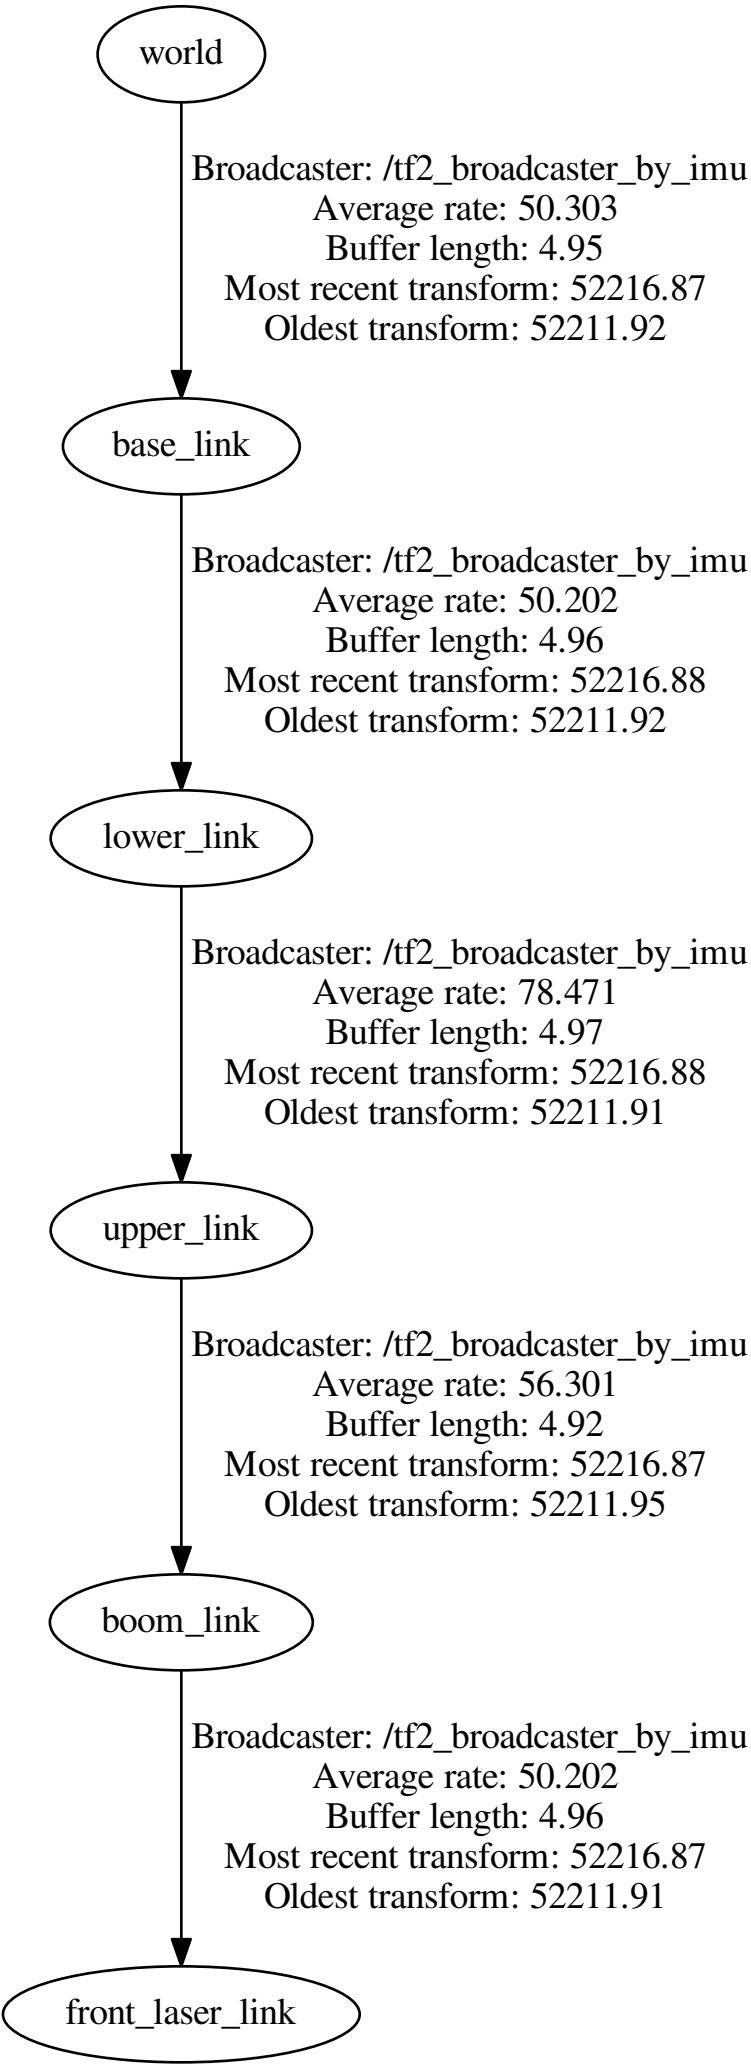 world
Broadcaster: /tf2_broadcaster_by_imu
Average rate: 50.303
Buffer length: 4.95
Most recent transform: 52216.87
Oldest transform: 52211.92
base_link
Broadcaster: /tf2_broadcaster_by_imu
Average rate: 50.202
Buffer length: 4.96
Most recent transform: 52216.88
Oldest transform: 52211.92
lower_link
Broadcaster: /tf2_broadcaster_by_imu
Average rate: 78.471
Buffer length: 4.97
Most recent transform: 52216.88
Oldest transform: 52211.91
upper_link
Broadcaster: /tf2_broadcaster_by_imu
Average rate: 56.301
Buffer length: 4.92
Most recent transform: 52216.87
Oldest transform: 52211.95
boom_link
Broadcaster: /tf2_broadcaster_by_imu
Average rate: 50.202
Buffer length: 4.96
Most recent transform: 52216.87
Oldest transform: 52211.91
front_laser_link